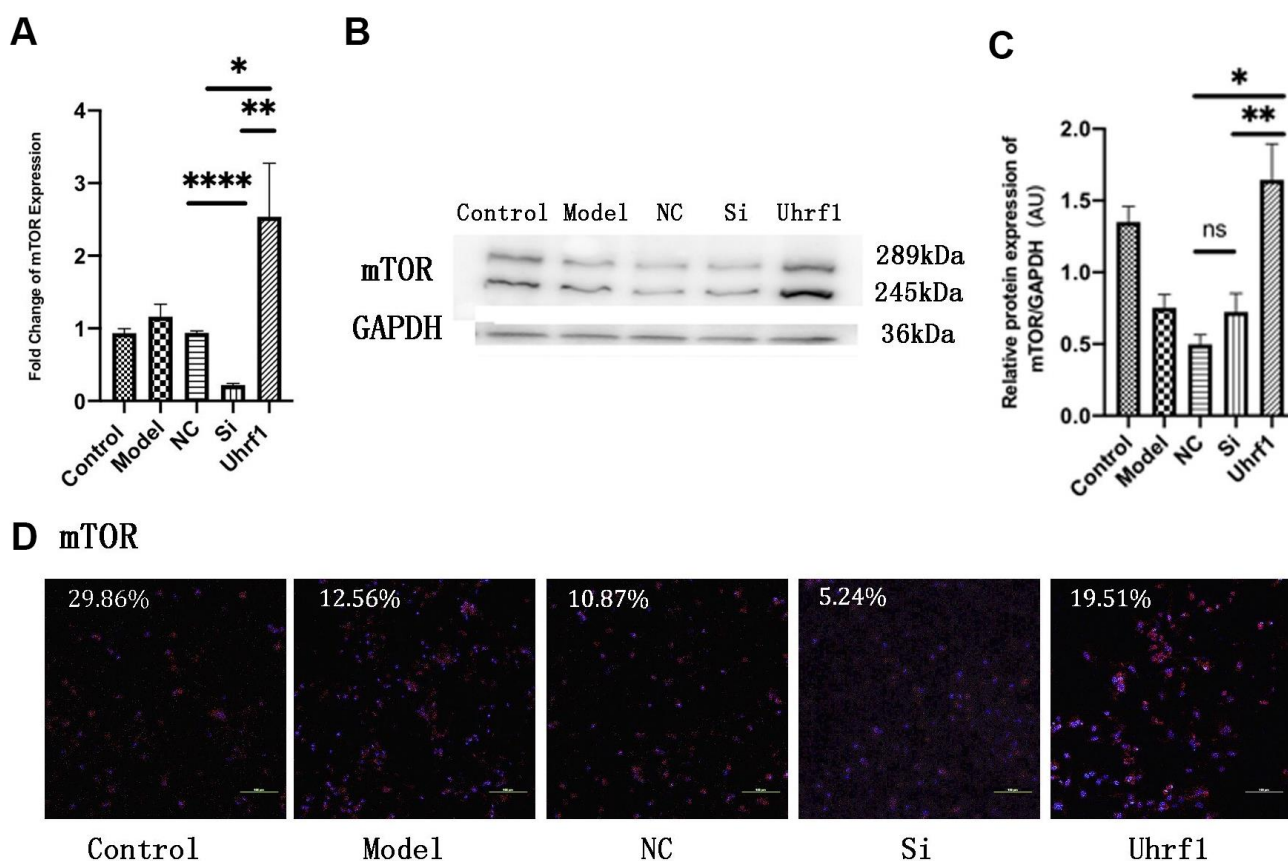 A
Fold Change of mTOR Expression
4
3
2
1
0
*
**
****
Control
Model
NC
Si
Uhrf1
B
Control Model NC Si Uhrf1
mTOR
289kDa
245kDa
GAPDH
36kDa
C
Relative protein expression of
mTOR/GAPDH (AU)
2.0
1.5
1.0
0.5
0.0
*
**
ns
Control
Model
NC
Si
Uhrf1
D mTOR
29.86% 12.56% 10.87% 5.24% 19.51%
Control Model NC Si Uhrf1